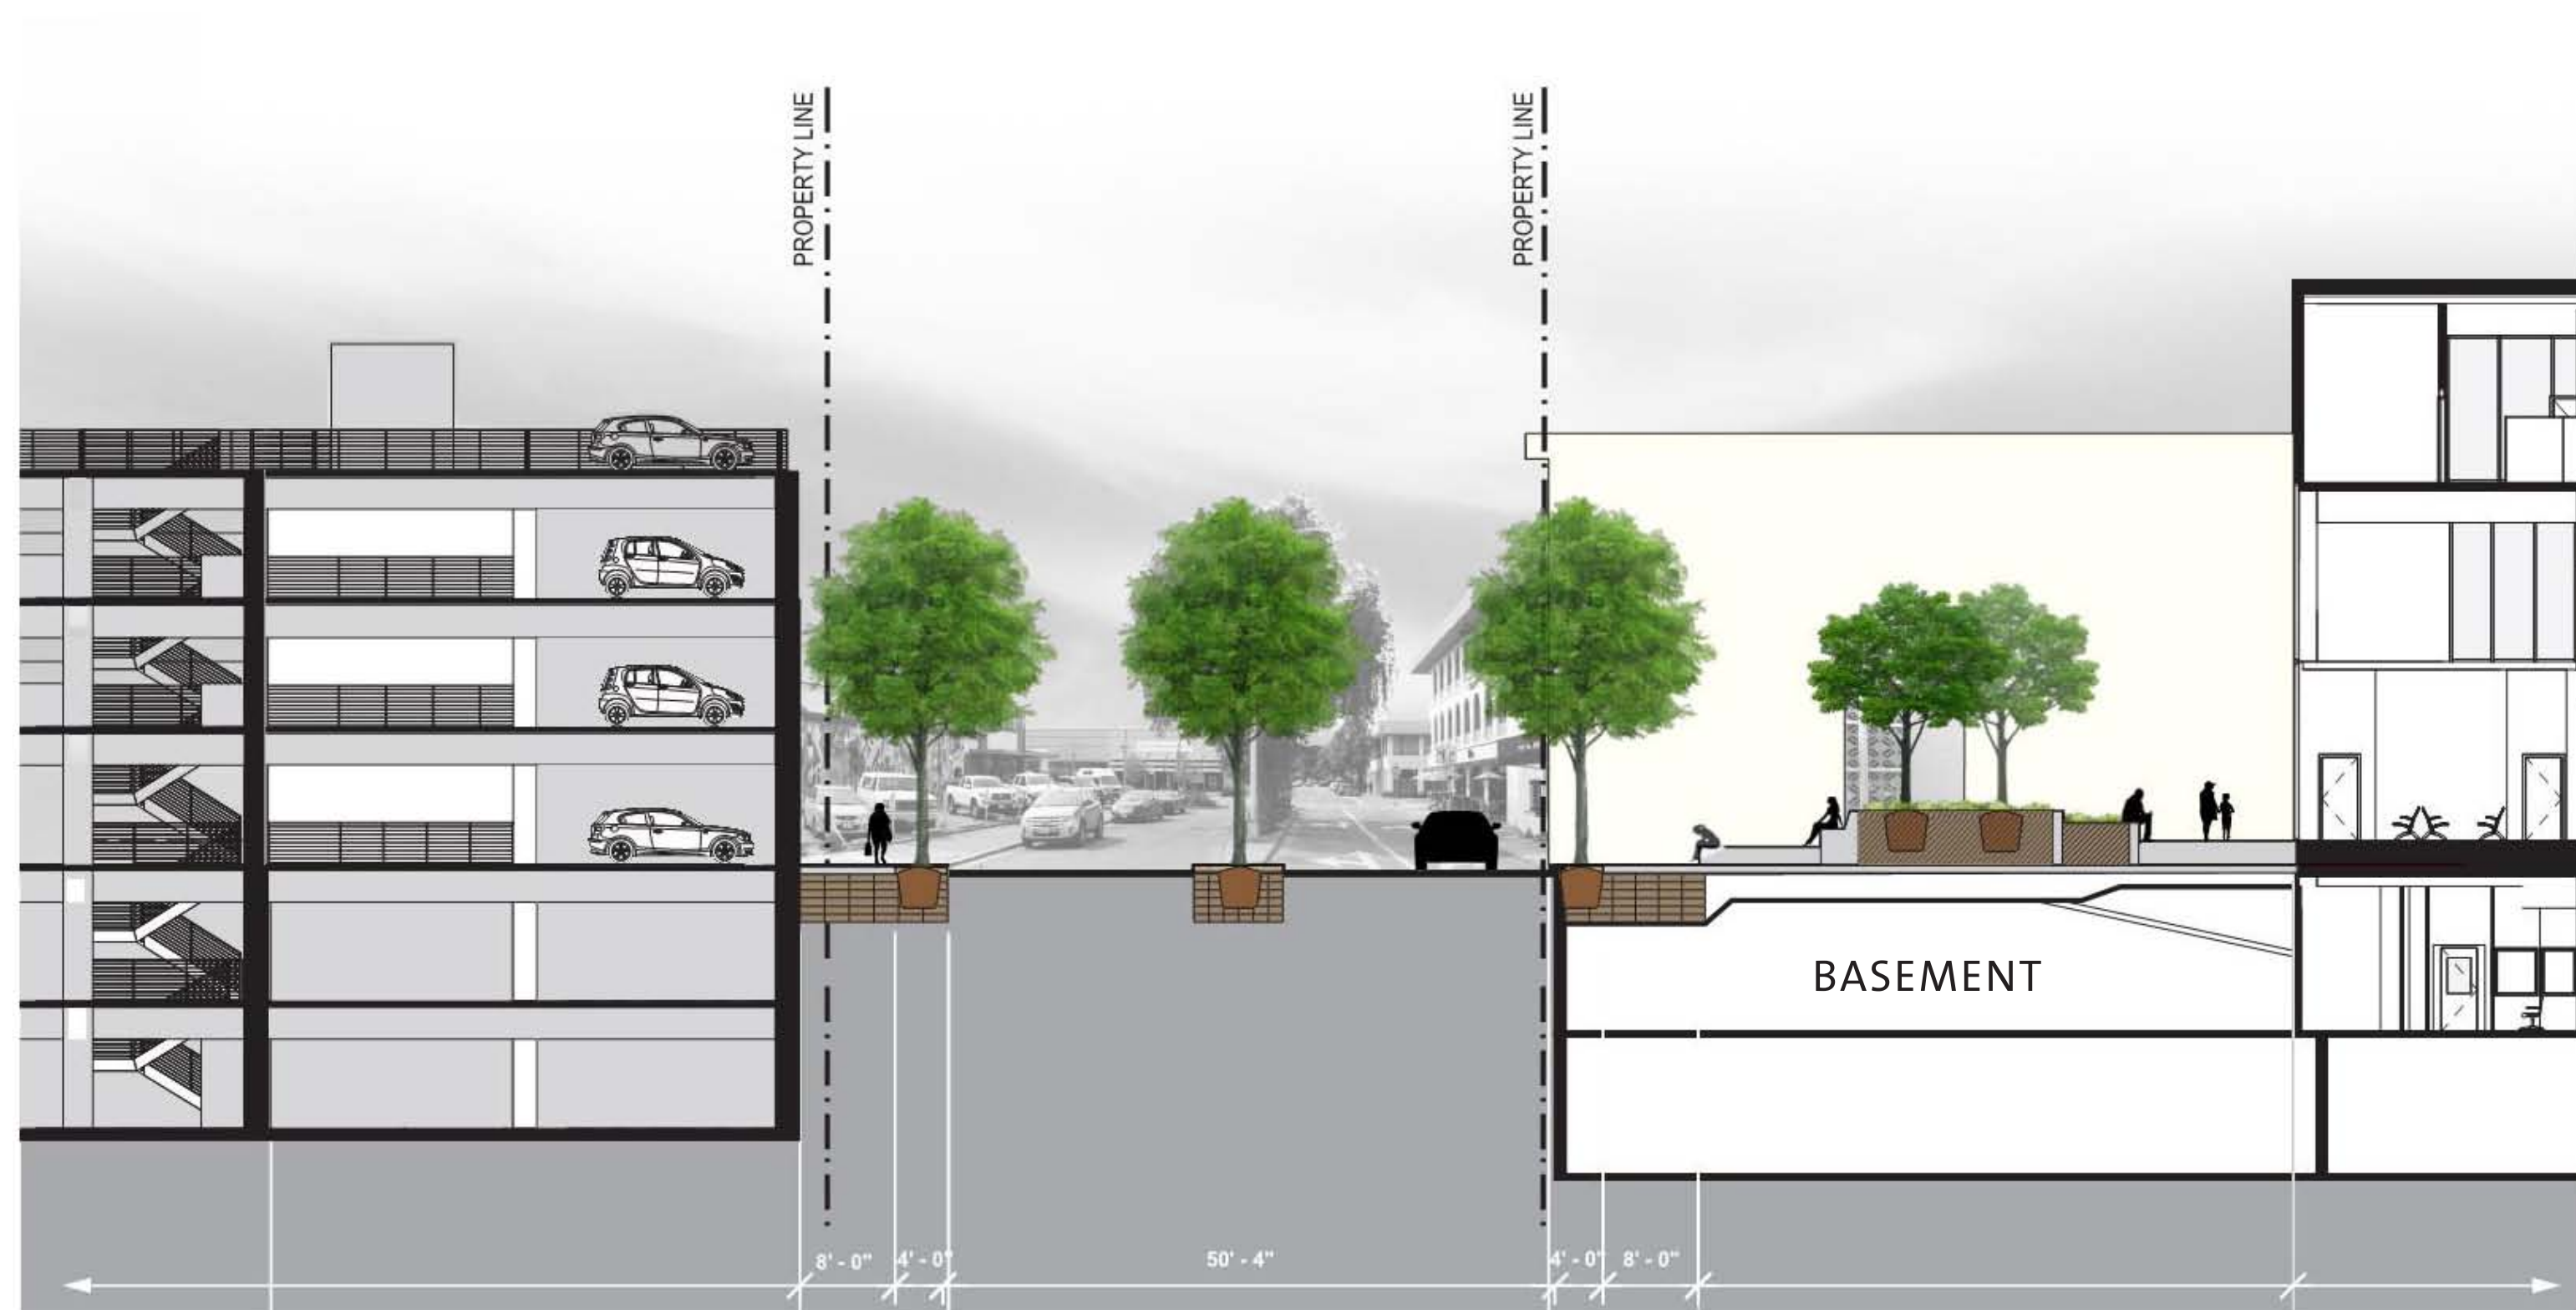 PROPERTY LINE
PROPERTY LINE
BASEMENT
8' - 0"
4' - 0"
50' - 4"
4' - 0"
8' - 0"